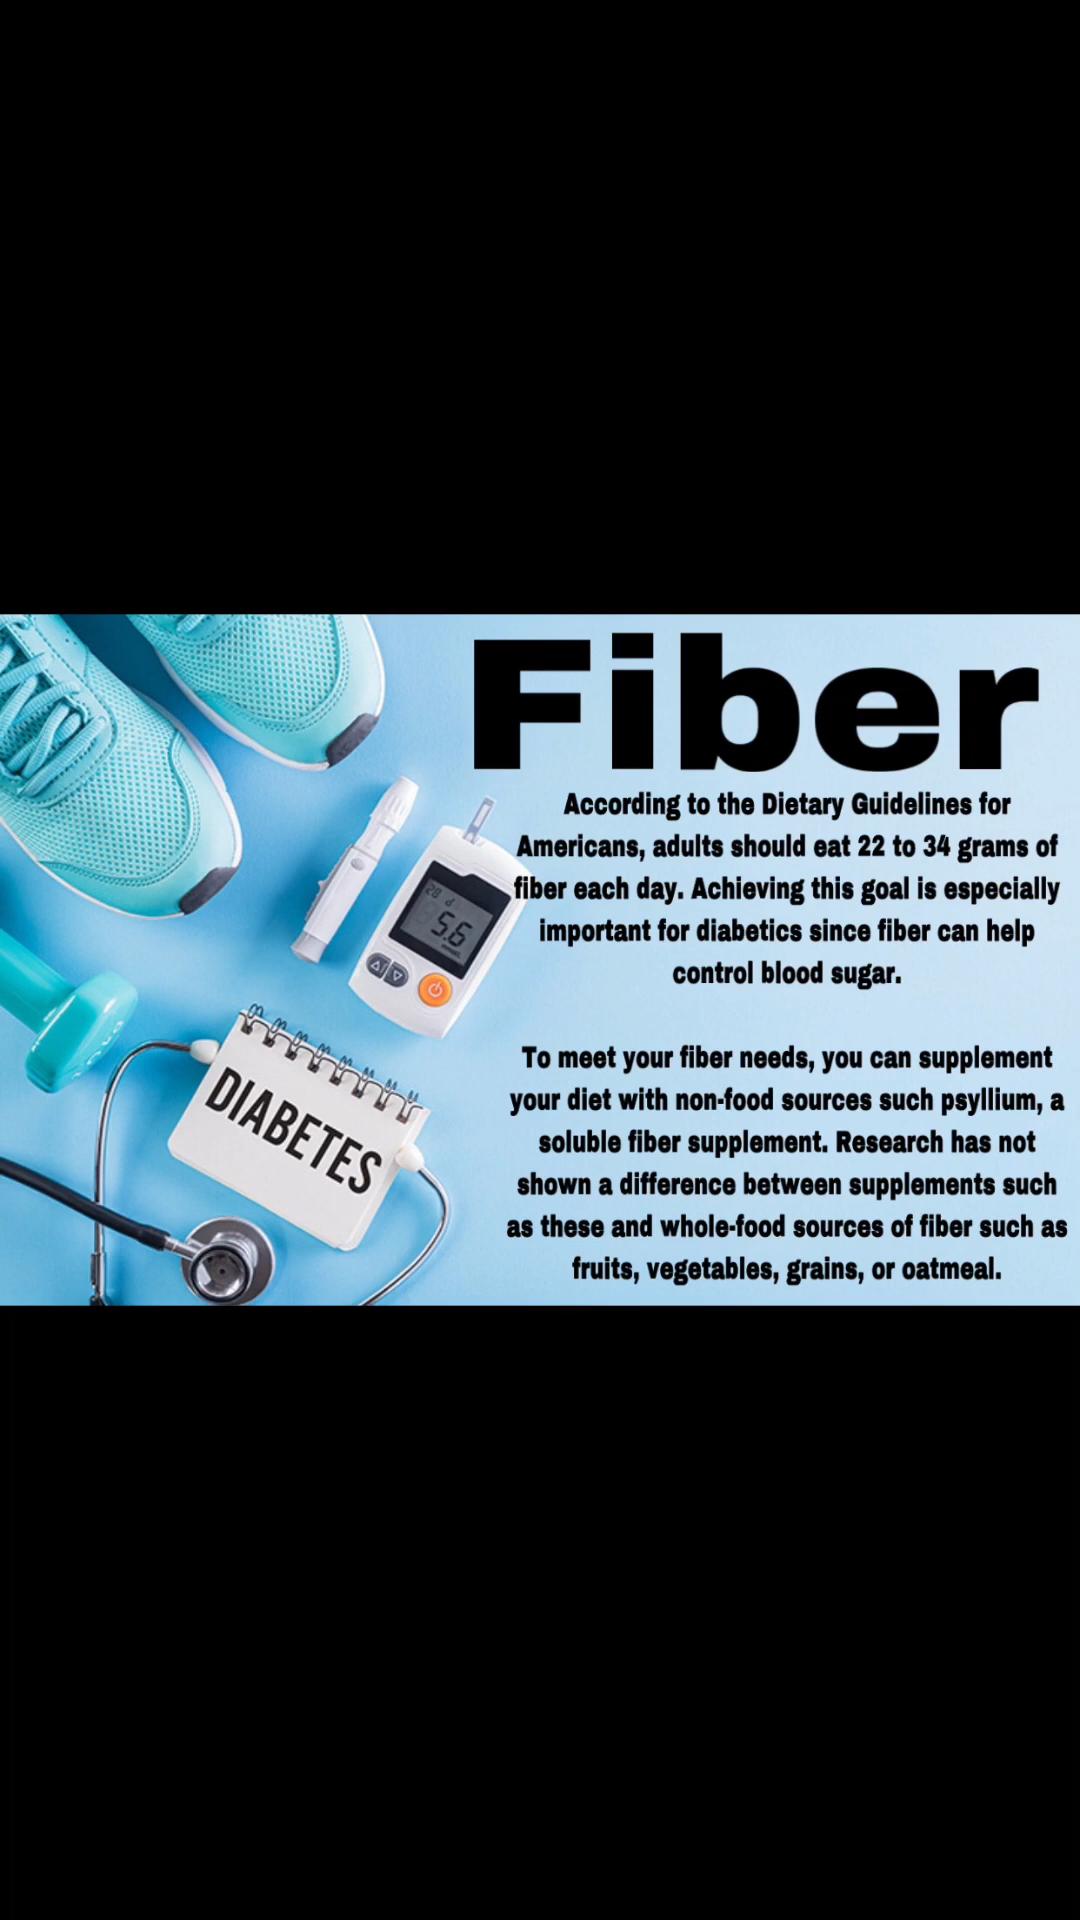 Fiber
According to the Dietary Guidelines for
Americans, adults should eat 22 to 34 grams of
fiber each day. Achieving this goal is especially
important for diabetics since fiber can help
control blood sugar.
To meet your fiber needs, you can supplement
your diet with non-food sources such psyllium, a
soluble fiber supplement. Research has not
shown a difference between supplements such
as these and whole-food sources of fiber such as
fruits, vegetables, grains, or oatmeal.
5.6
DIABETES